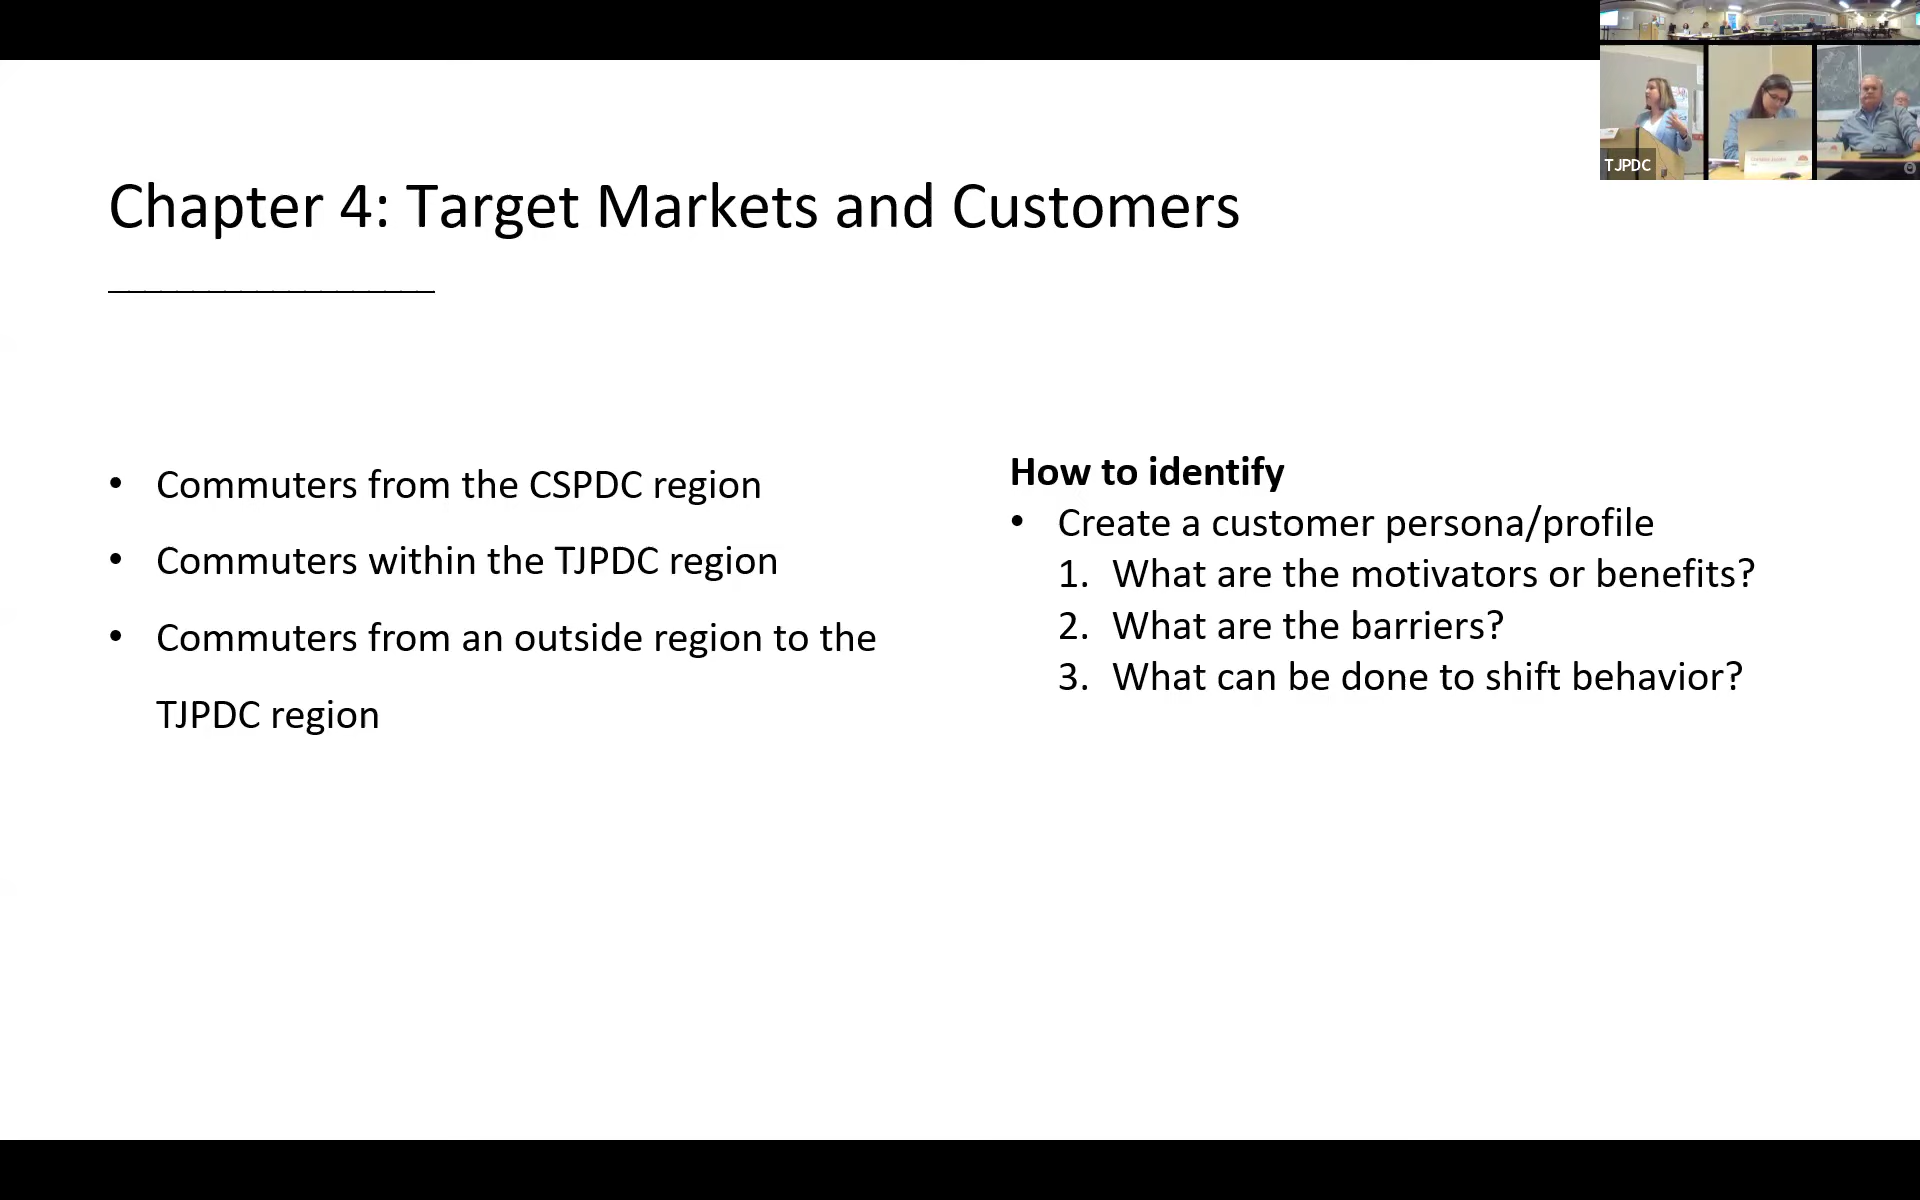 TJPDC
Chapter 4: Target Markets and Customers
• Commuters from the CSPDC region
• Commuters within the TJPDC region
• Commuters from an outside region to the
TJPDC region
How to identify
• Create a customer persona/profile
1. What are the motivators or benefits?
2. What are the barriers?
3. What can be done to shift behavior?